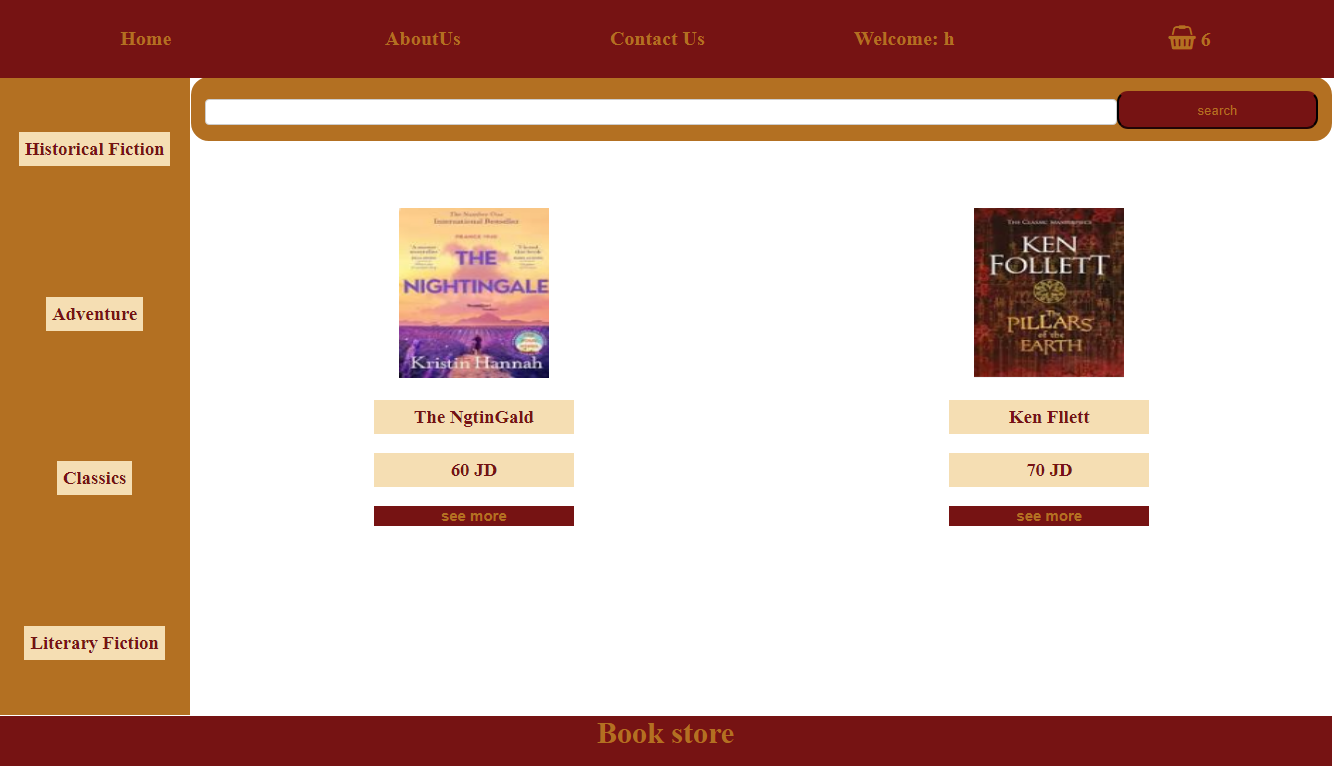 Home AboutUs Contact Us Welcome: h 6
search
Historical Fiction
Adventure
Classics
Literary Fiction
The Number One
International Bestseller
FRANCE 1939
THE
NIGHTINGALE
Kristin Hannah
The NgtinGald
60 JD
see more
THE CLASSIC MASTERPIECE
KEN
FOLLETT
The
PILLARS
of the
EARTH
Ken Fllett
70 JD
see more
Book store